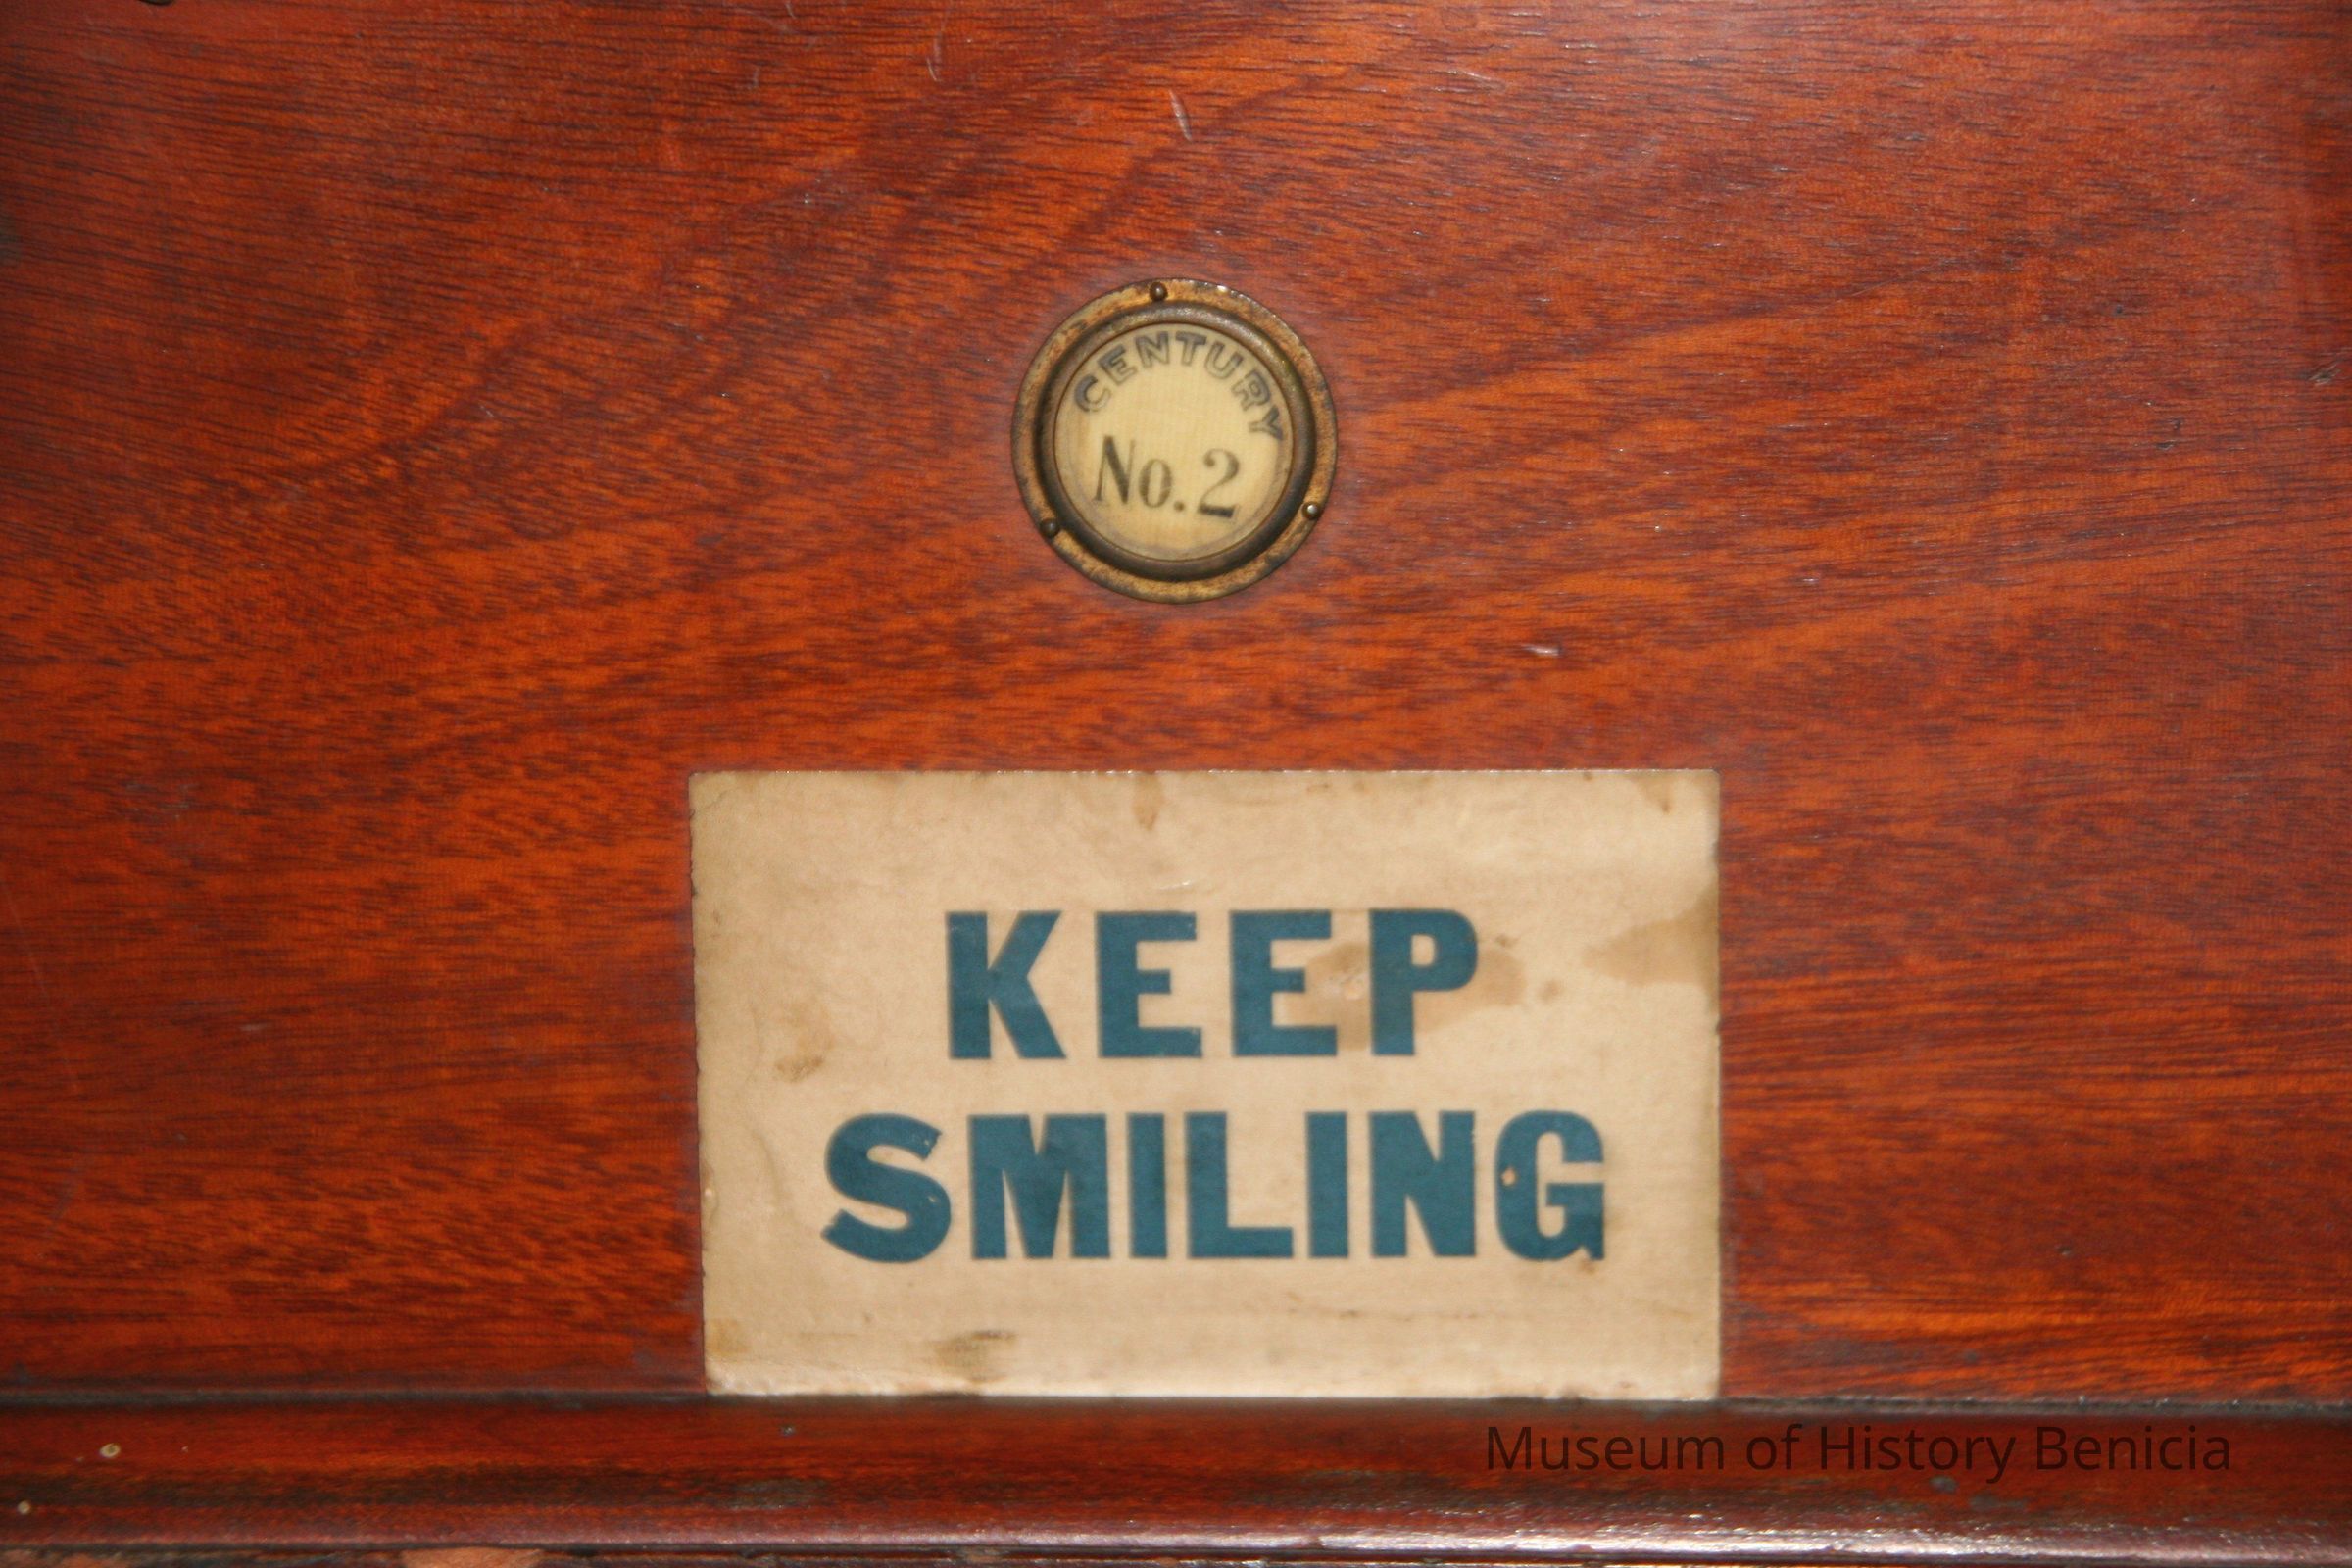 CENTURY
No. 2
KEEP
SMILING
Museum of History Benicia